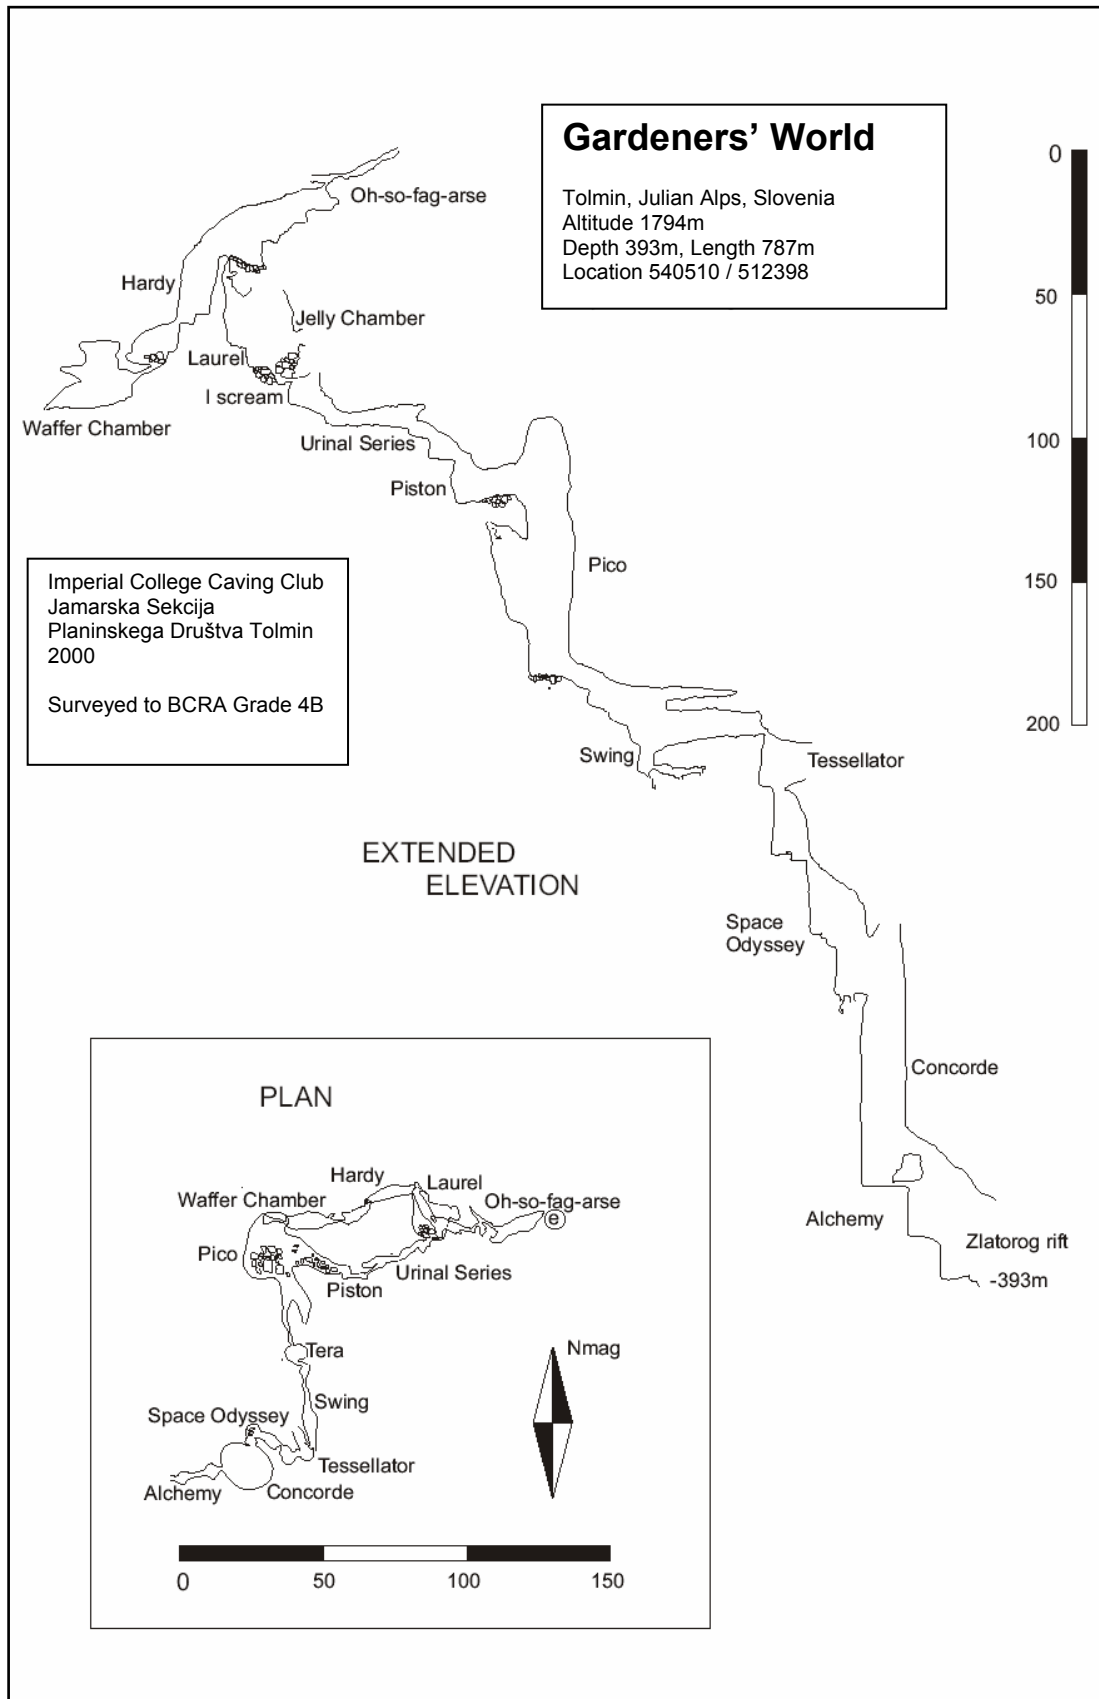 Gardeners’ World
Tolmin, Julian Alps, Slovenia
Altitude 1794m
Depth 393m, Length 787m
Location 540510 / 512398
0
50
100
150
200
Oh-so-fag-arse
Hardy
Jelly Chamber
Laurel
I scream
Waffer Chamber
Urinal Series
Piston
Pico
Imperial College Caving Club
Jamarska Sekcija
Planinskega Društva Tolmin
2000
Surveyed to BCRA Grade 4B
Swing
Tessellator
EXTENDED
ELEVATION
Space
Odyssey
Concorde
Alchemy
Zlatorog rift
-393m
PLAN
Hardy
Laurel
Waffer Chamber
Oh-so-fag-arse
e
Pico
Urinal Series
Piston
Tera
Nmag
Swing
Space Odyssey
Tessellator
Alchemy
Concorde
0
50
100
150